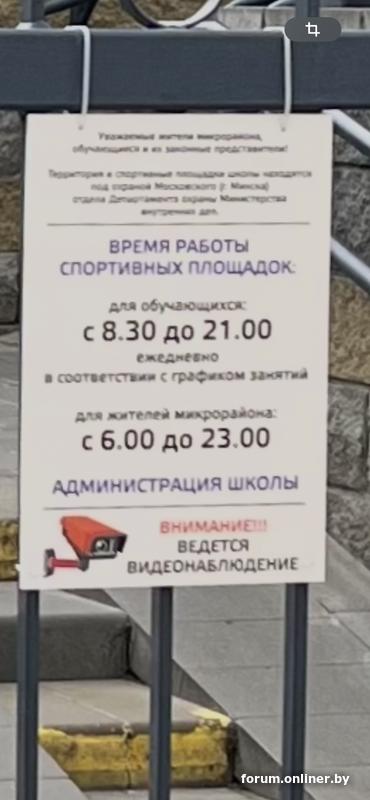 Уважаемые жители микрорайона,
обучающиеся и их законные представители!
Территория и спортивные площадки школы находятся
под охраной Московского (г. Минска)
отдела Департамента охраны Министерства
внутренних дел.
ВРЕМЯ РАБОТЫ
СПОРТИВНЫХ ПЛОЩАДОК:
для обучающихся:
с 8.30 до 21.00
ежедневно
в соответствии с графиком занятий
для жителей микрорайона:
с 6.00 до 23.00
АДМИНИСТРАЦИЯ ШКОЛЫ
ВНИМАНИЕ!!!
ВЕДЕТСЯ
ВИДЕОНАБЛЮДЕНИЕ
forum.onliner.by